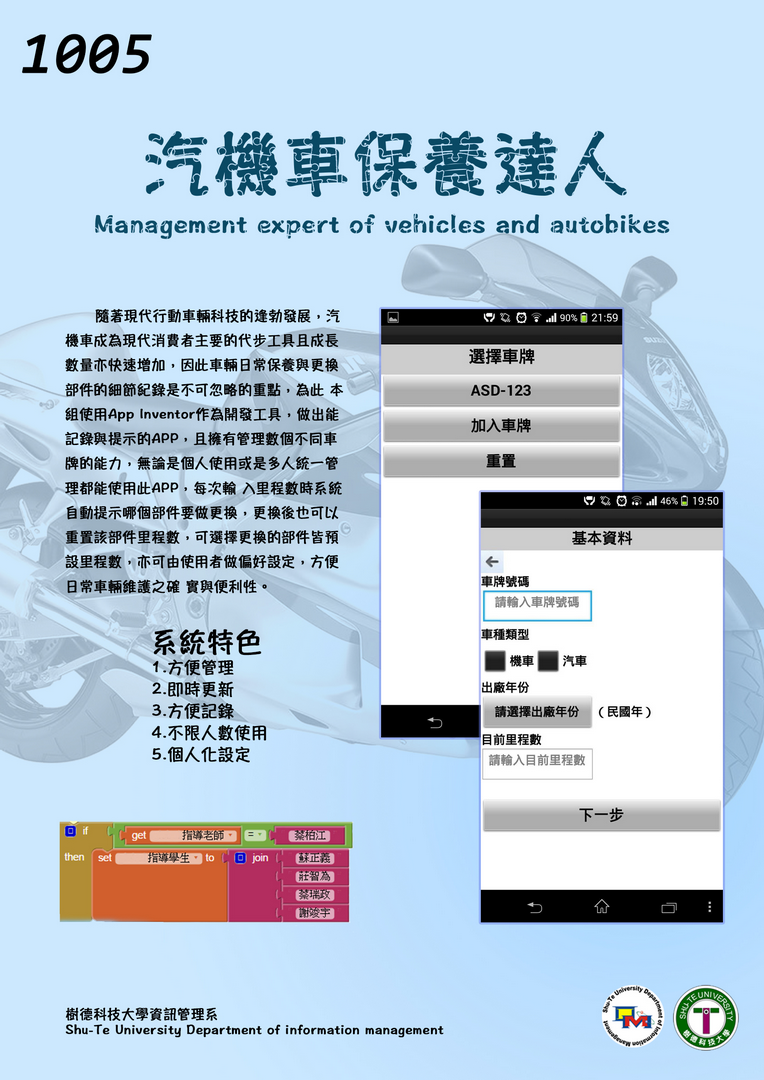 1005
汽機車保養達人
Management expert of vehicles and autobikes
隨著現代行動車輛科技的逢勃發展，汽
機車成為現代消費者主要的代步工具且成長
數量亦快速增加，因此車輛日常保養與更換
部件的細節紀錄是不可忽略的重點，為此 本
組使用App Inventor作為開發工具，做出能
記錄與提示的APP，且擁有管理數個不同車
牌的能力，無論是個人使用或是多人統一管
理都能使用此APP，每次輸 入里程數時系統
自動提示哪個部件要做更換，更換後也可以
重置該部件里程數，可選擇更換的部件皆預
設里程數，亦可由使用者做偏好設定，方便
日常車輛維護之確 實與便利性。
系統特色
1.方便管理
2.即時更新
3.方便記錄
4.不限人數使用
5.個人化設定
90% 21:59
選擇車牌
ASD-123
加入車牌
重置
46% 19:50
基本資料
車牌號碼
請輸入車牌號碼
車種類型
機車 汽車
出廠年份
請選擇出廠年份 （民國年）
目前里程數
請輸入目前里程數
下一步
if get 指導老師 = 蔡柏江
then set 指導學生 to join 蘇正義
莊智為
蔡瑞政
謝竣宇
樹德科技大學資訊管理系
Shu-Te University Department of information management
Shu-Te University Department of Information Management
SHU-TE UNIVERSITY
樹德科技大學